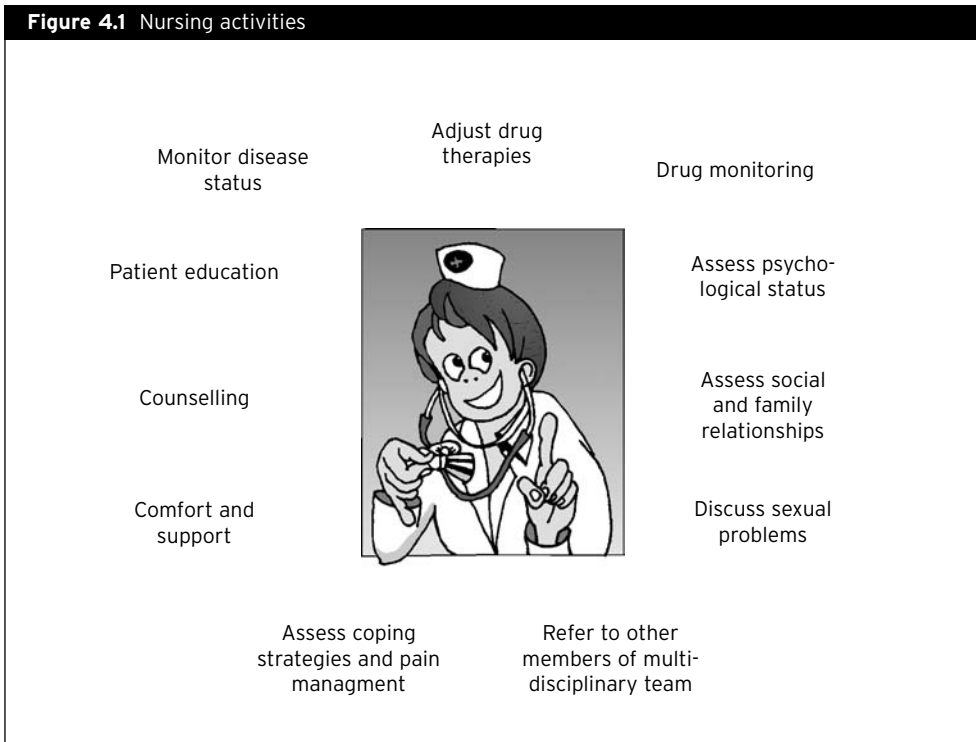 Figure 4.1 Nursing activities
Adjust drug
therapies
Monitor disease
status
Drug monitoring
Patient education
Assess psycho-
logical status
Counselling
Assess social
and family
relationships
Comfort and
support
Discuss sexual
problems
Assess coping
strategies and pain
managment
Refer to other
members of multi-
disciplinary team